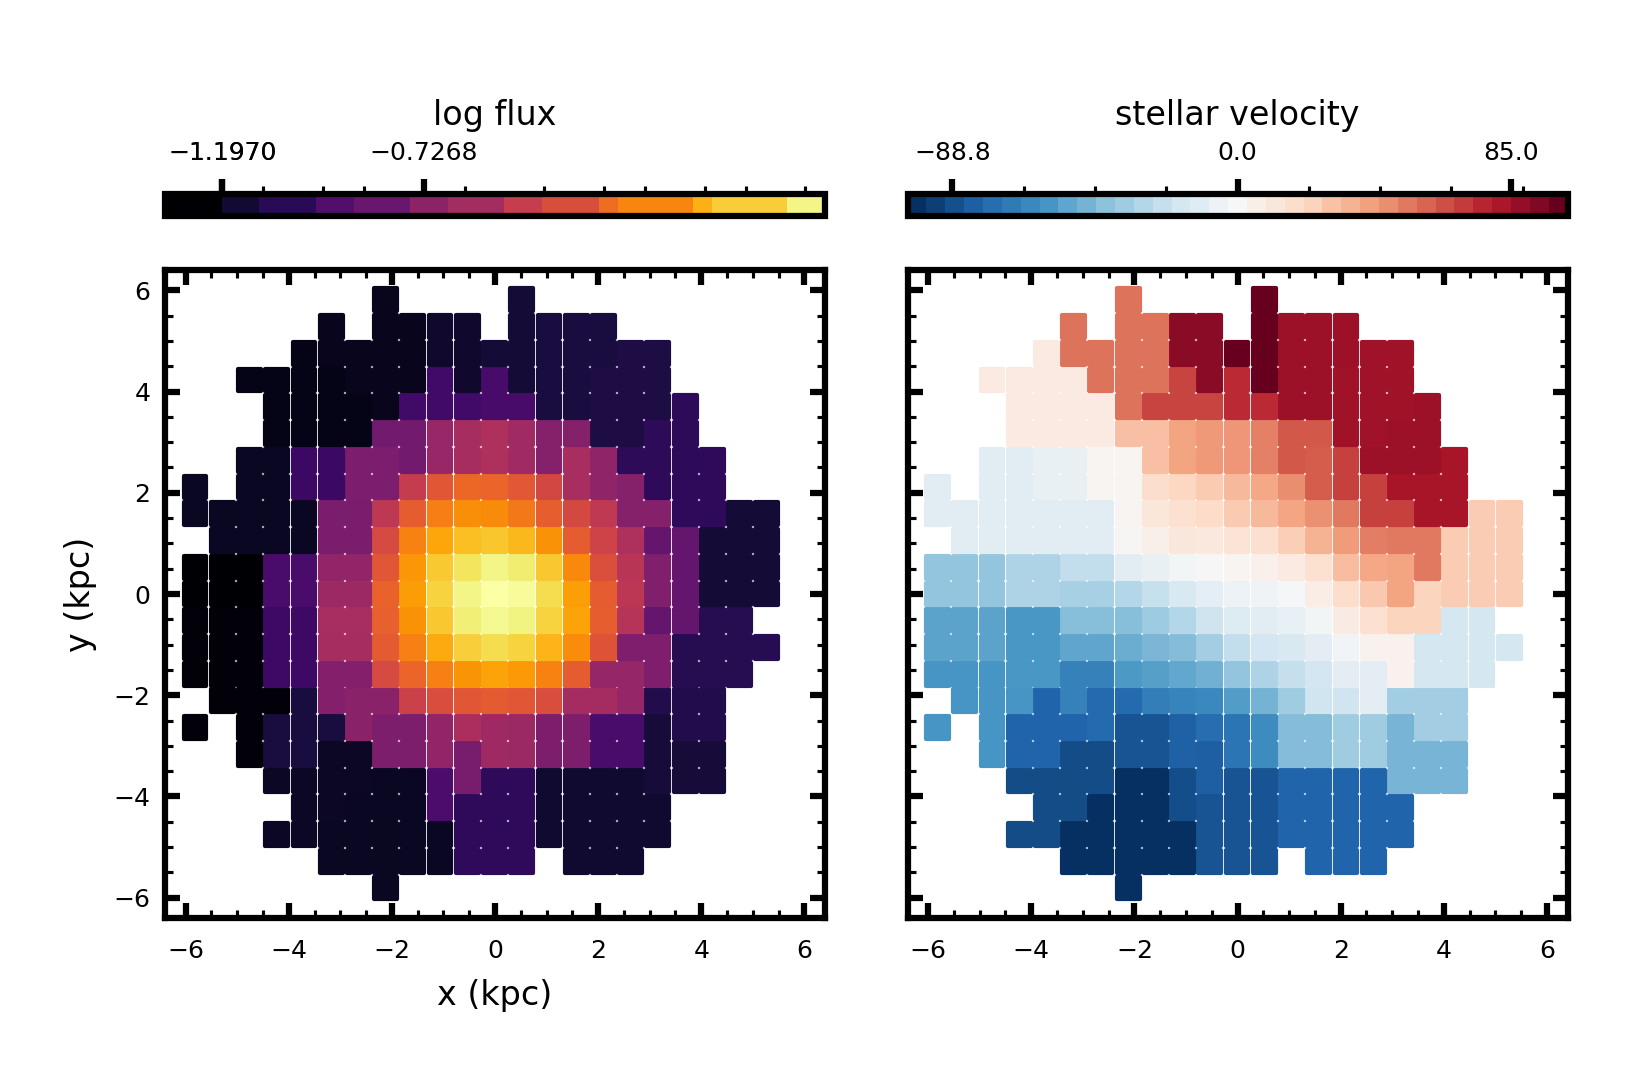 log flux
−1.1970 −0.7268
stellar velocity
−88.8 0.0 85.0
y (kpc)
6
4
2
0
−2
−4
−6
−6 −4 −2 0 2 4 6
x (kpc)
−6 −4 −2 0 2 4 6